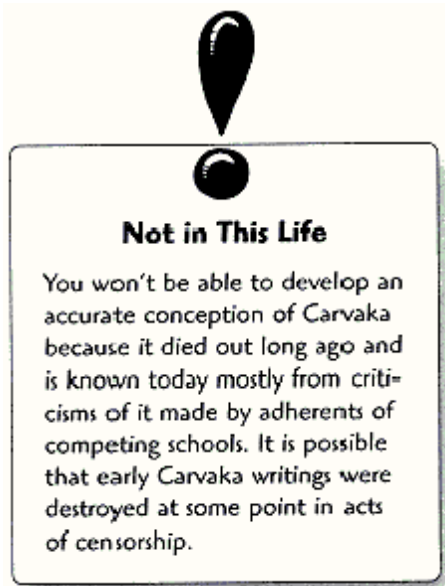 Not in This Life
You won't be able to develop an
accurate conception of Carvaka
because it died out long ago and
is known today mostly from criti-
cisms of it made by adherents of
competing schools. It is possible
that early Carvaka writings were
destroyed at some point in acts
of censorship.